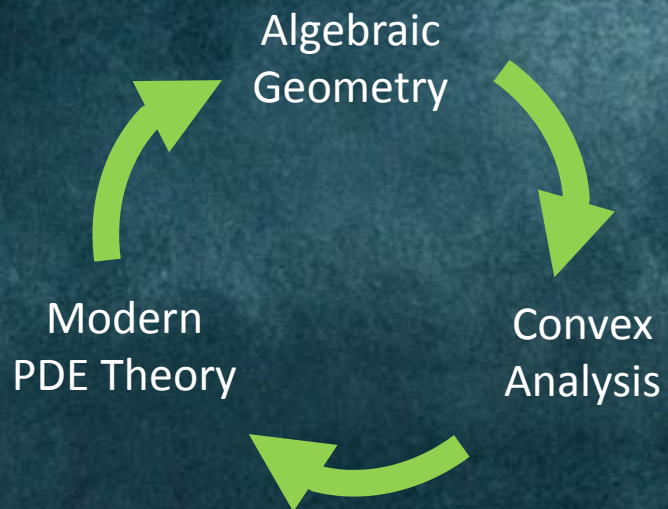 Algebraic
Geometry
Convex
Analysis
Modern
PDE Theory